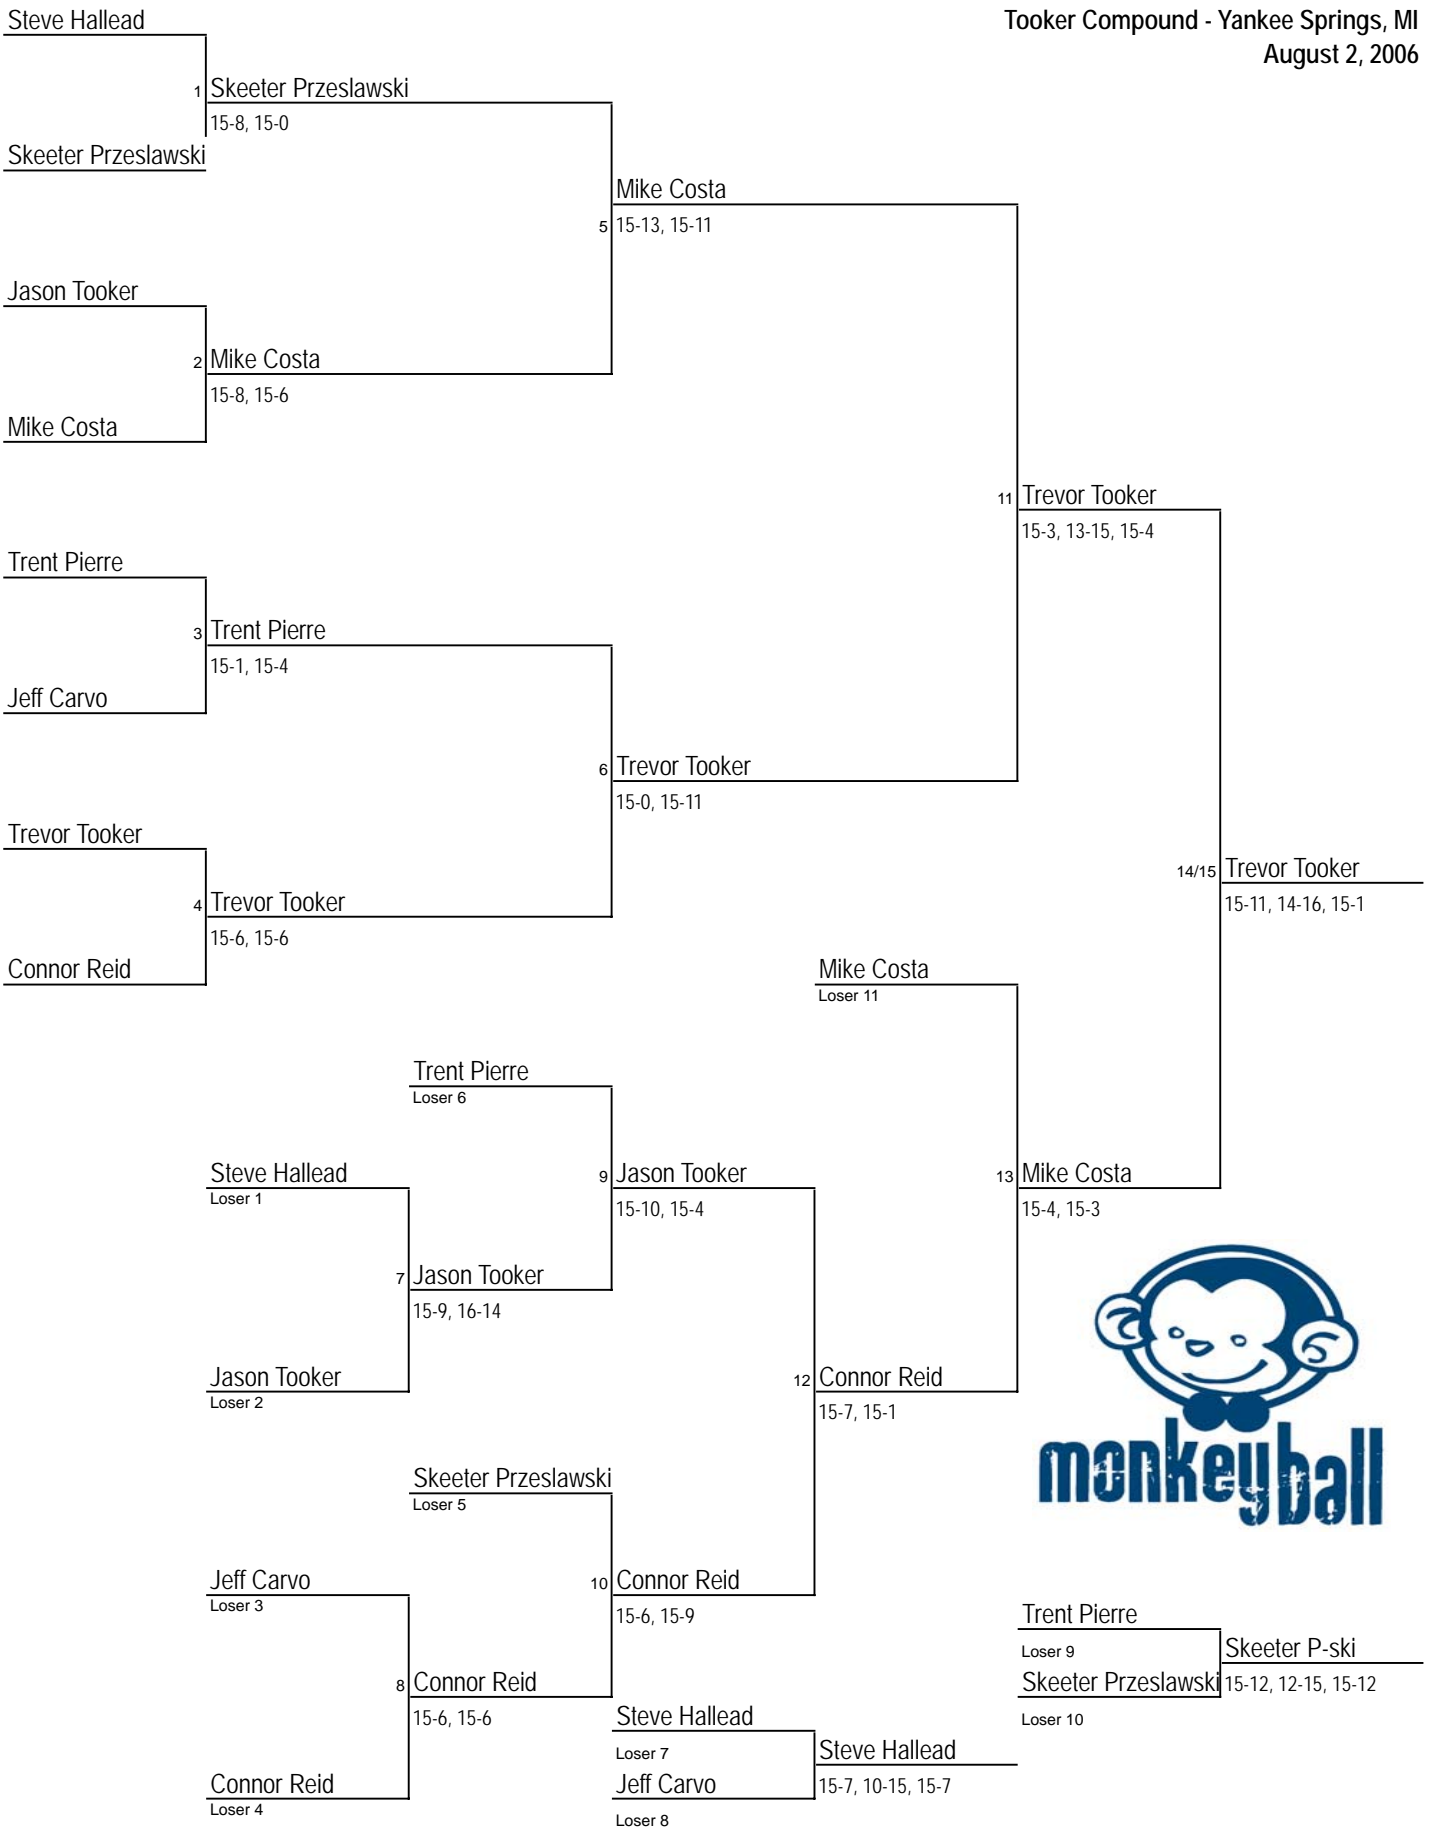 Tooker Compound - Yankee Springs, MI
August 2, 2006
Steve Hallead
1 Skeeter Przeslawski
15-8, 15-0
Skeeter Przeslawski
Mike Costa
5 15-13, 15-11
Jason Tooker
2 Mike Costa
15-8, 15-6
Mike Costa
11 Trevor Tooker
15-3, 13-15, 15-4
Trent Pierre
3 Trent Pierre
15-1, 15-4
Jeff Carvo
6 Trevor Tooker
15-0, 15-11
Trevor Tooker
4 Trevor Tooker
15-6, 15-6
Connor Reid
14/15 Trevor Tooker
15-11, 14-16, 15-1
Mike Costa
Loser 11
Trent Pierre
Loser 6
Steve Hallead
Loser 1
9 Jason Tooker
15-10, 15-4
13 Mike Costa
15-4, 15-3
7 Jason Tooker
15-9, 16-14
Jason Tooker
Loser 2
12 Connor Reid
15-7, 15-1
monkeyball
Skeeter Przeslawski
Loser 5
Jeff Carvo
Loser 3
10 Connor Reid
15-6, 15-9
8 Connor Reid
15-6, 15-6
Connor Reid
Loser 4
Trent Pierre
Loser 9
Skeeter P-ski
Skeeter Przeslawski 15-12, 12-15, 15-12
Loser 10
Steve Hallead
Loser 7
Steve Hallead
Jeff Carvo
15-7, 10-15, 15-7
Loser 8